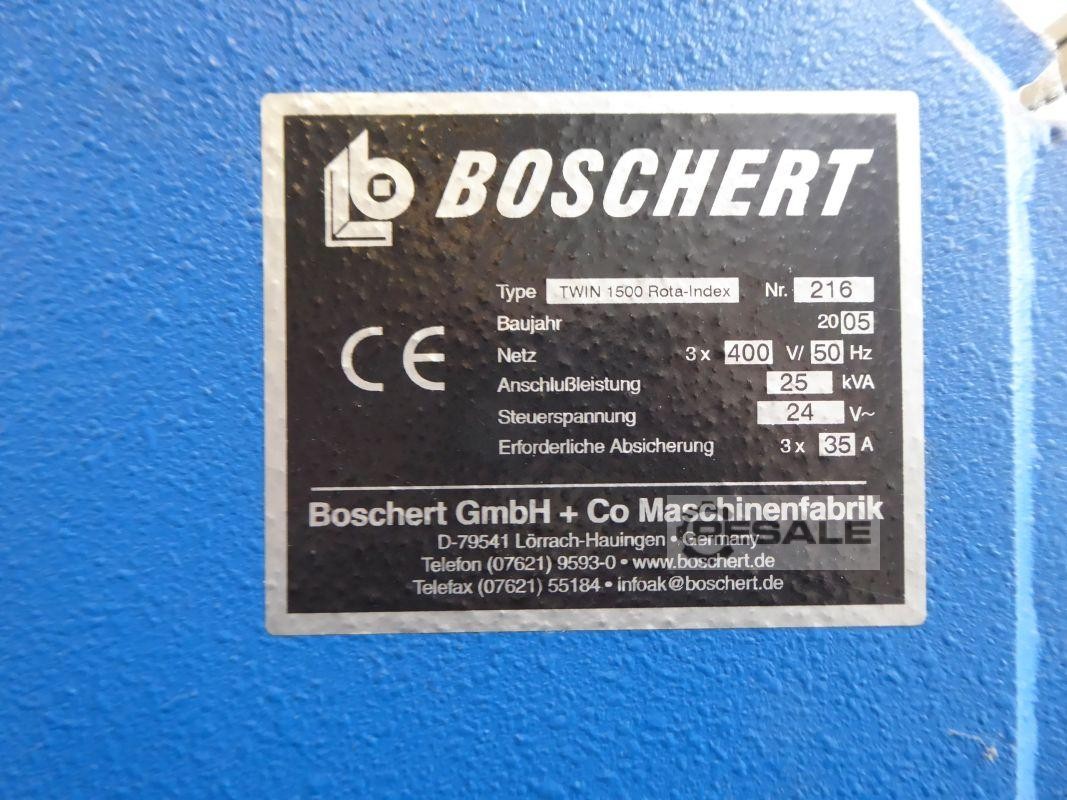 BOSCHERT
Type TWIN 1500 Rota-Index Nr. 216
Baujahr 2005
Netz 3 x 400 V/ 50 Hz
Anschlußleistung 25 kVA
Steuerspannung 24 V~
Erforderliche Absicherung 3 x 35 A
CE
Boschert GmbH + Co Maschinenfabrik
D-79541 Lörrach-Hauingen • Germany
Telefon (07621) 9593-0 • www.boschert.de
Telefax (07621) 55184 • infoak@boschert.de
RESALE